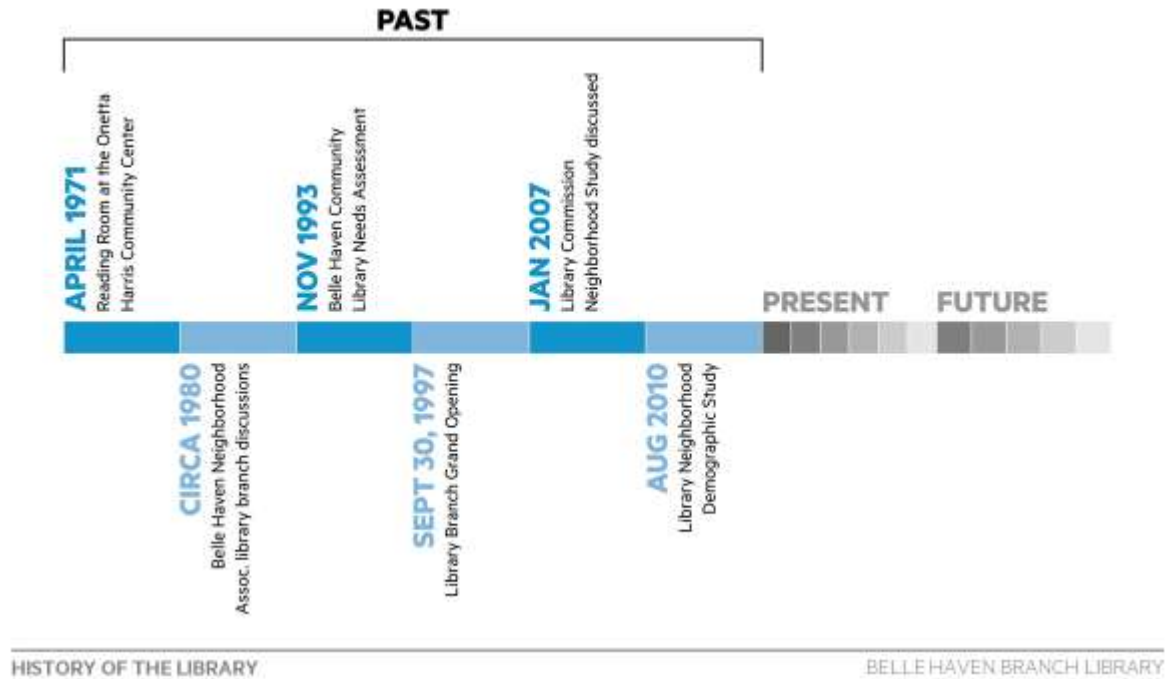 PAST
APRIL 1971
Reading Room at the Onetta
Harris Community Center
CIRCA 1980
Belle Haven Neighborhood
Assoc. library branch discussions
NOV 1993
Belle Haven Community
Library Needs Assessment
SEPT 30, 1997
Library Branch Grand Opening
JAN 2007
Library Commission
Neighborhood Study discussed
AUG 2010
Library Neighborhood
Demographic Study
PRESENT
FUTURE
HISTORY OF THE LIBRARY
BELLE HAVEN BRANCH LIBRARY